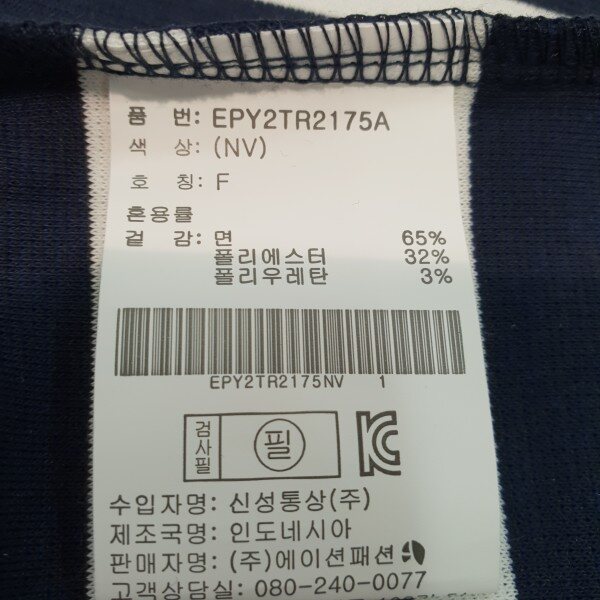 품 번: EPY2TR2175A
색 상: (NV)
호 칭: F
혼용률
겉 감: 면 65%
폴리에스터 32%
폴리우레탄 3%
EPY2TR2175NV 1
검사필 필
수입자명: 신성통상(주)
제조국명: 인도네시아
판매자명: (주)에이션패션
고객상담실: 080-240-0077